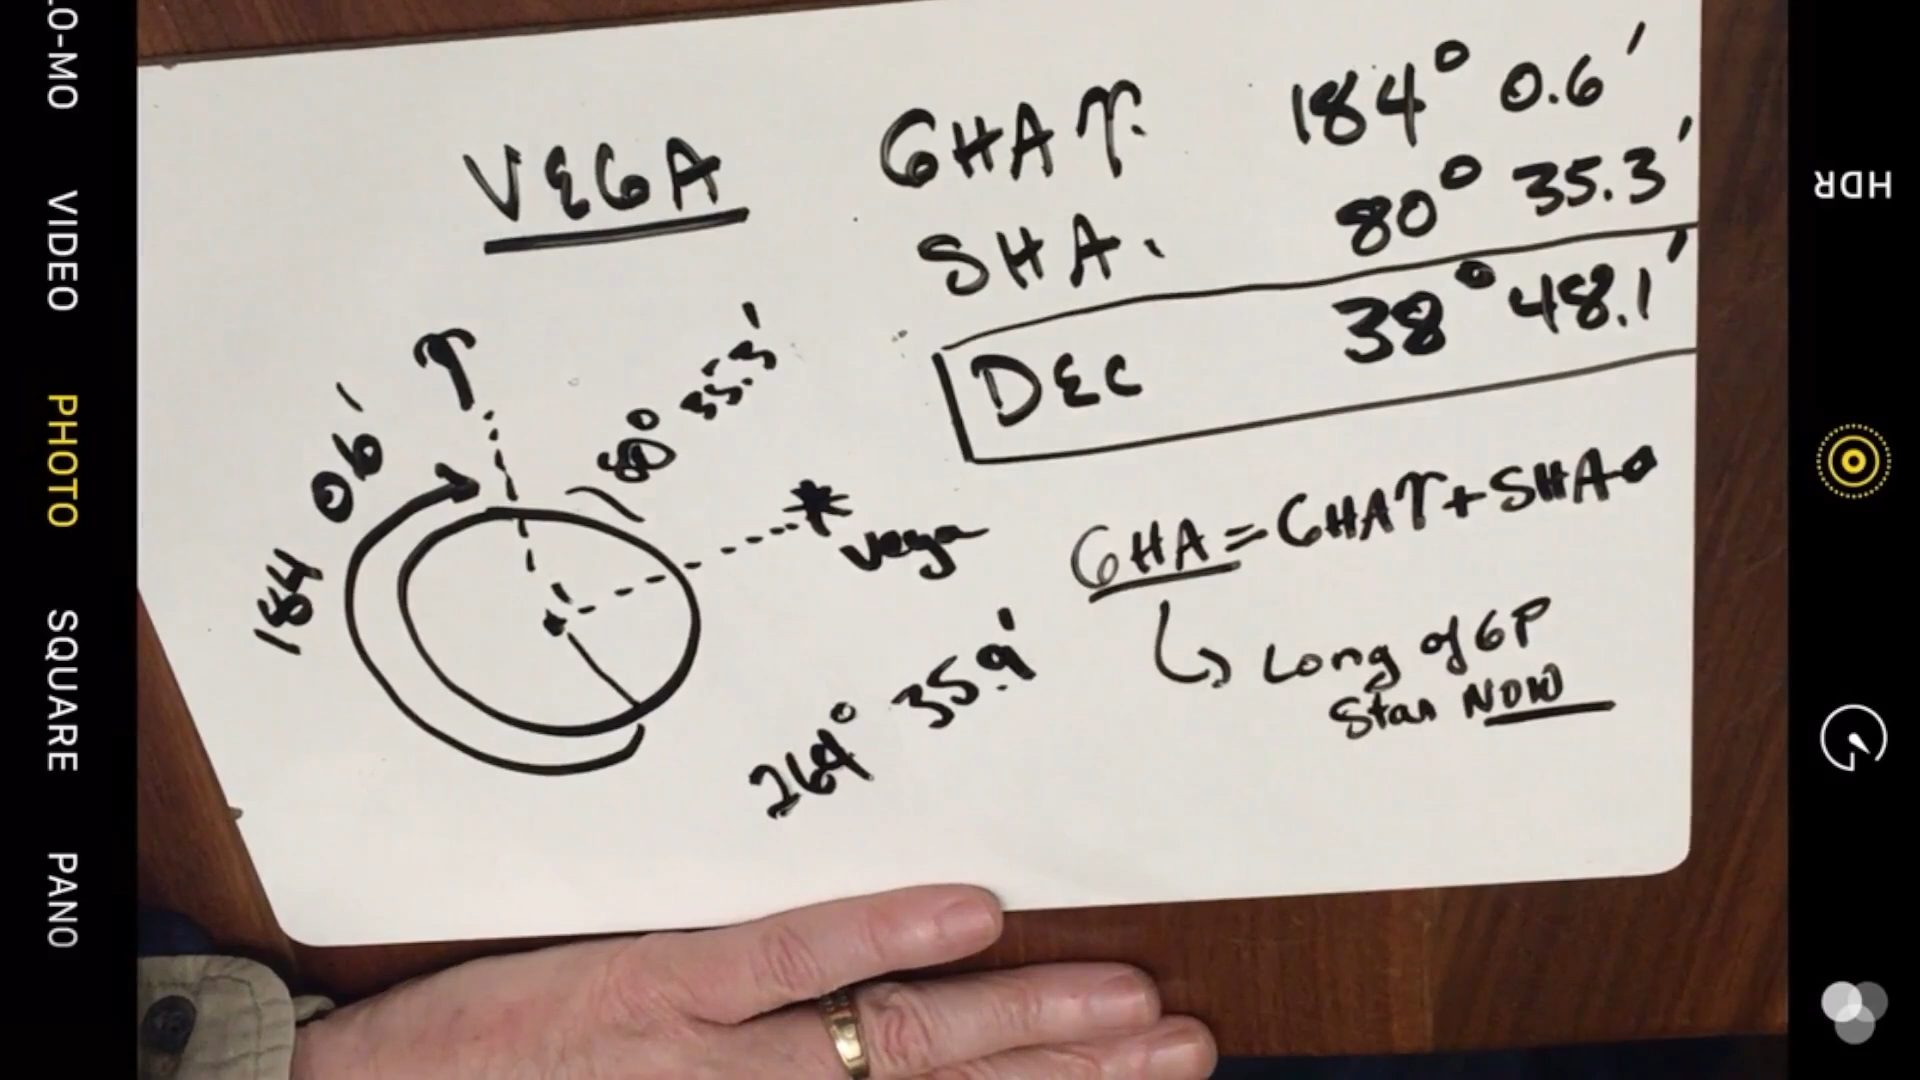 LO-MO
VIDEO
PHOTO
SQUARE
PANO
HDR
VEGA
GHA♈. 184° 0.6'
SHA. 80° 35.3'
DEC 38° 48.1'
♈
184 0.6'
80° 35.3'
Vega
GHA = GHA♈ + SHA
Long of GP
Star NOW
264° 35.9'